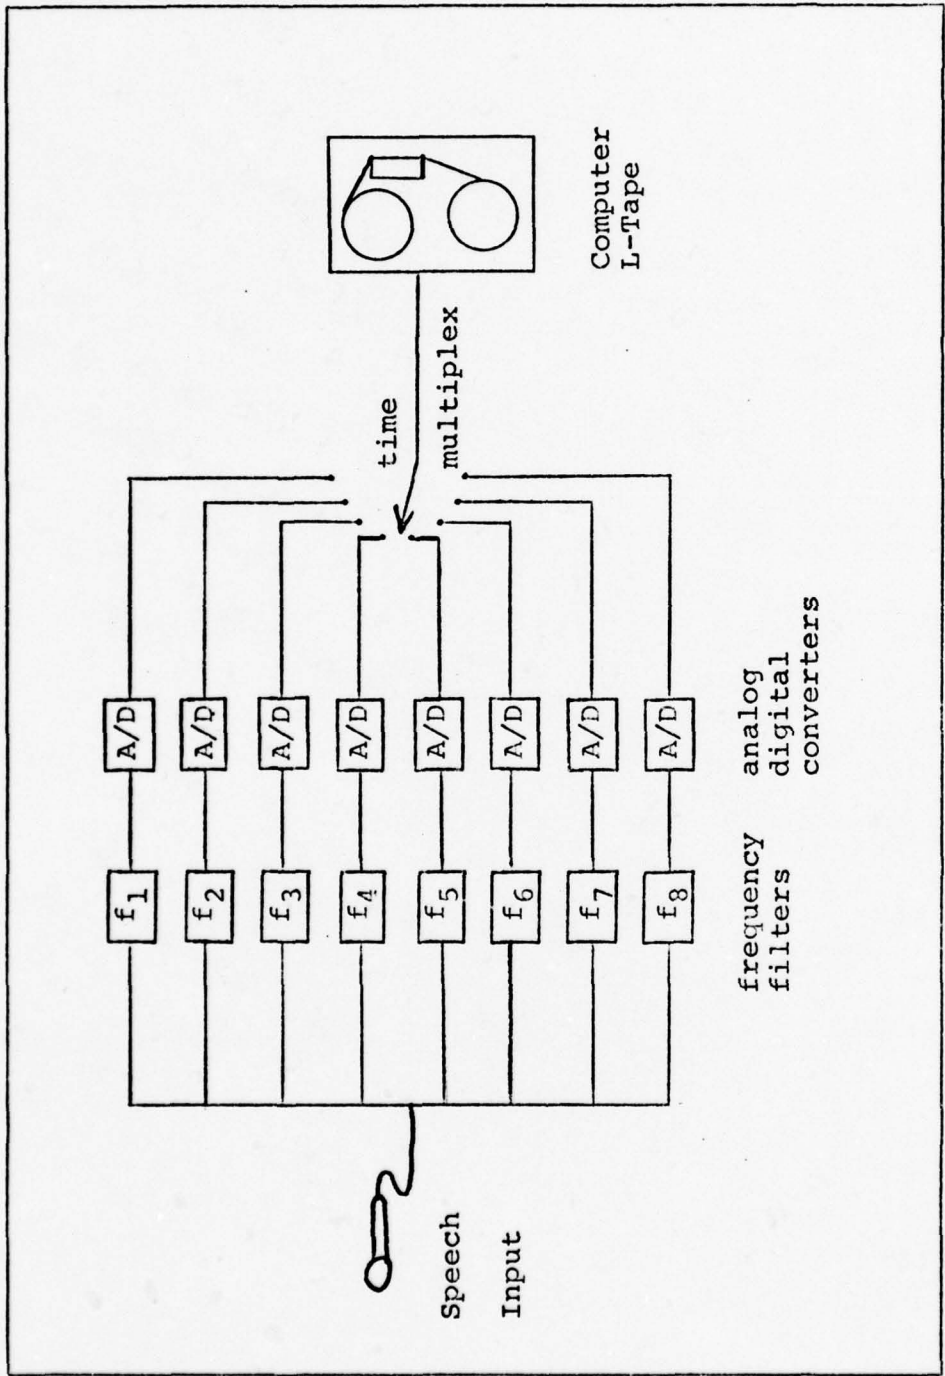 Speech
Input
f1
f2
f3
f4
f5
f6
f7
f8
frequency
filters
A/D
A/D
A/D
A/D
A/D
A/D
A/D
A/D
analog
digital
converters
time
multiplex
Computer
L-Tape